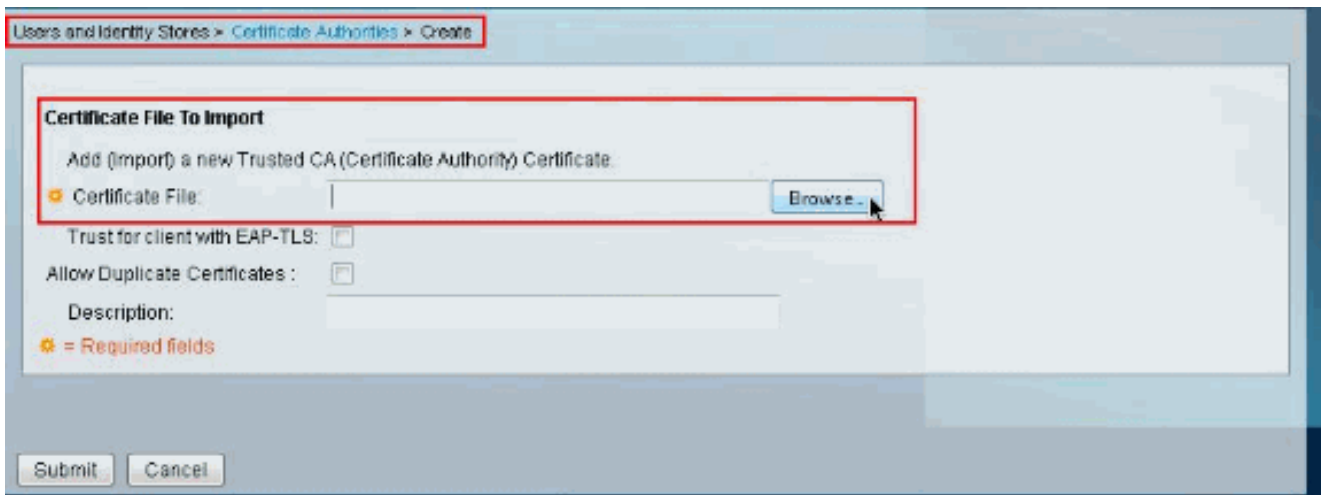 Users and Identity Stores > Certificate Authorities > Create
Certificate File To Import
Add (Import) a new Trusted CA (Certificate Authority) Certificate.
Certificate File:
Browse...
Trust for client with EAP-TLS:
Allow Duplicate Certificates :
Description:
= Required fields
Submit
Cancel